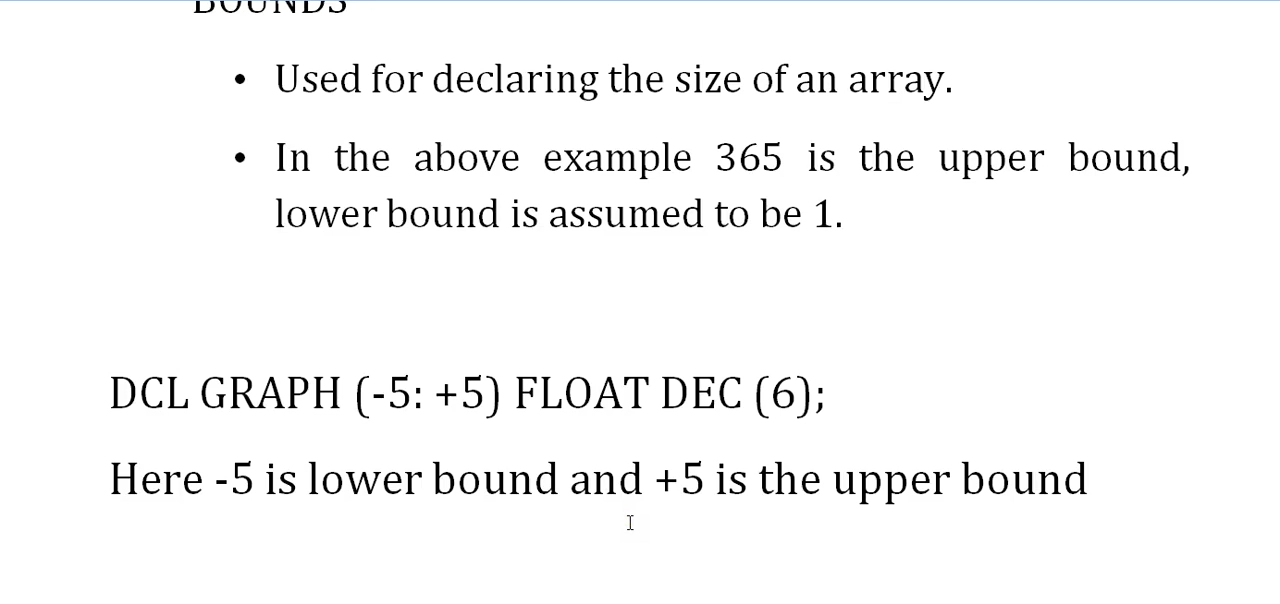 BOUNDS
• Used for declaring the size of an array.
• In the above example 365 is the upper bound,
lower bound is assumed to be 1.
DCL GRAPH (-5: +5) FLOAT DEC (6);
Here -5 is lower bound and +5 is the upper bound